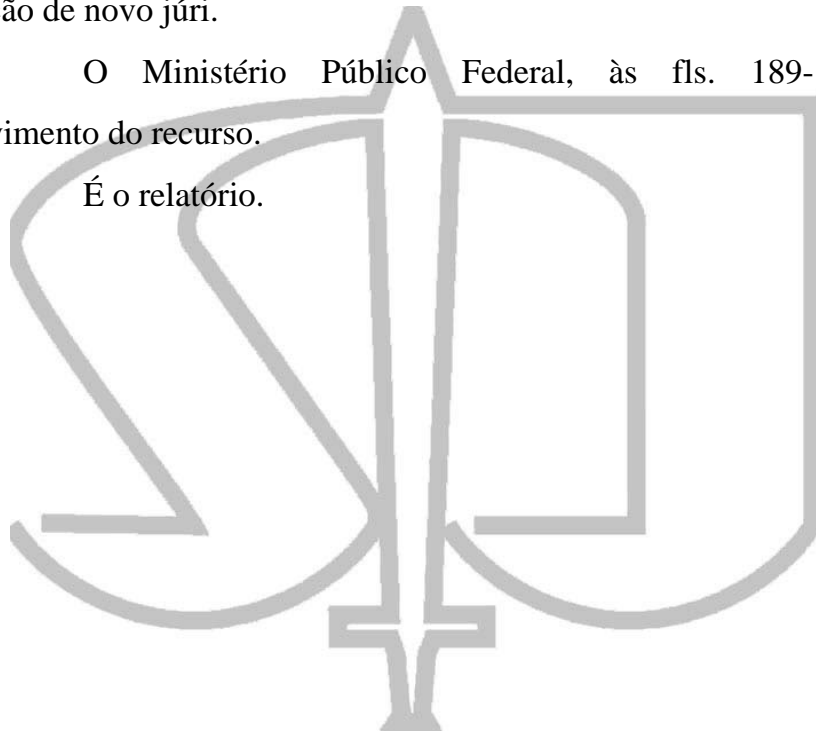 ão de novo júri.
O Ministério Público Federal, às fls. 189-
vimento do recurso.
É o relatório.